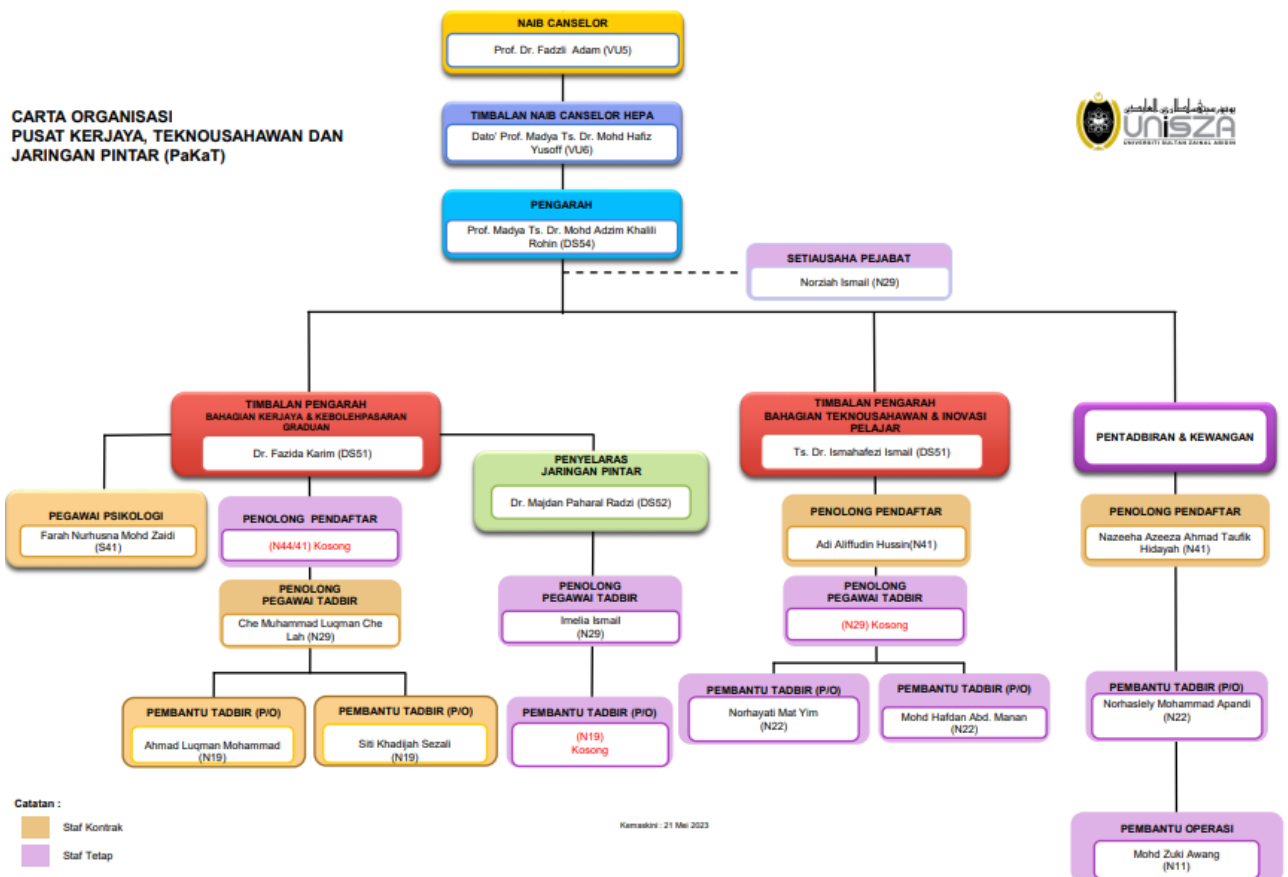 NAIB CANSELOR
Prof. Dr. Fadzli Adam (VU5)
CARTA ORGANISASI
PUSAT KERJAYA, TEKNOUSAHAWAN DAN
JARINGAN PINTAR (PaKaT)
TIMBALAN NAIB CANSELOR HEPA
Dato' Prof. Madya Ts. Dr. Mohd Hafiz
Yusoff (VU6)
UNISZA
UNIVERSITI SULTAN ZAINAL ABIDIN
PENGARAH
Prof. Madya Ts. Dr. Mohd Adzim Khalili
Rohin (DS54)
SETIAUSAHA PEJABAT
Norziah Ismail (N29)
TIMBALAN PENGARAH
BAHAGIAN KERJAYA & KEBOLEHPASARAN
GRADUAN
Dr. Fazida Karim (DS51)
PENYELARAS
JARINGAN PINTAR
Dr. Majdan Paharal Radzi (DS52)
TIMBALAN PENGARAH
BAHAGIAN TEKNOUSAHAWAN & INOVASI
PELAJAR
Ts. Dr. Ismahafezi Ismail (DS51)
PENTADBIRAN & KEWANGAN
PEGAWAI PSIKOLOGI
Farah Nurhusna Mohd Zaidi
(S41)
PENOLONG PENDAFTAR
(N44/41) Kosong
PENOLONG PENDAFTAR
Adi Aliffudin Hussin(N41)
PENOLONG PENDAFTAR
Nazeeha Azeeza Ahmad Taufik
Hidayah (N41)
PENOLONG
PEGAWAI TADBIR
Che Muhammad Luqman Che
Lah (N29)
PENOLONG
PEGAWAI TADBIR
Imelia Ismail
(N29)
PENOLONG
PEGAWAI TADBIR
(N29) Kosong
PEMBANTU TADBIR (P/O)
Ahmad Luqman Mohammad
(N19)
PEMBANTU TADBIR (P/O)
Siti Khadijah Sezali
(N19)
PEMBANTU TADBIR (P/O)
(N19)
Kosong
PEMBANTU TADBIR (P/O)
Norhayati Mat Yim
(N22)
PEMBANTU TADBIR (P/O)
Mohd Hafdan Abd. Manan
(N22)
PEMBANTU TADBIR (P/O)
Norhaslely Mohammad Apandi
(N22)
PEMBANTU OPERASI
Mohd Zuki Awang
(N11)
Catatan :
Staf Kontrak
Staf Tetap
Kemaskini : 21 Mei 2023